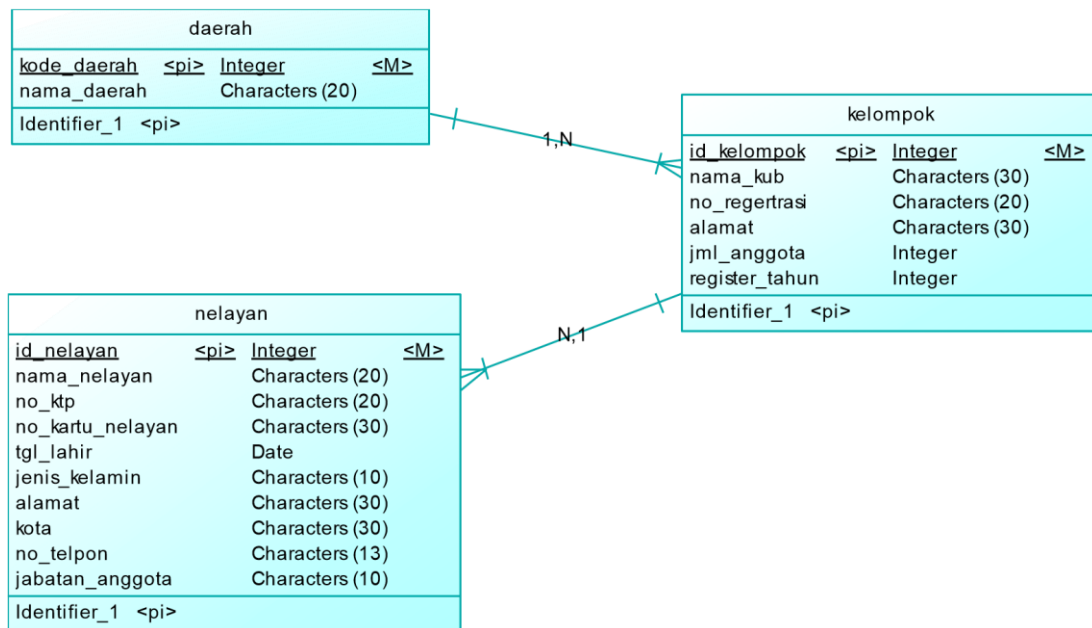 daerah
kode_daerah <pi> Integer <M>
nama_daerah Characters (20)
Identifier_1 <pi>
1,N
kelompok
id_kelompok <pi> Integer <M>
nama_kub Characters (30)
no_regertrasi Characters (20)
alamat Characters (30)
jml_anggota Integer
register_tahun Integer
Identifier_1 <pi>
N,1
nelayan
id_nelayan <pi> Integer <M>
nama_nelayan Characters (20)
no_ktp Characters (20)
no_kartu_nelayan Characters (30)
tgl_lahir Date
jenis_kelamin Characters (10)
alamat Characters (30)
kota Characters (30)
no_telpon Characters (13)
jabatan_anggota Characters (10)
Identifier_1 <pi>